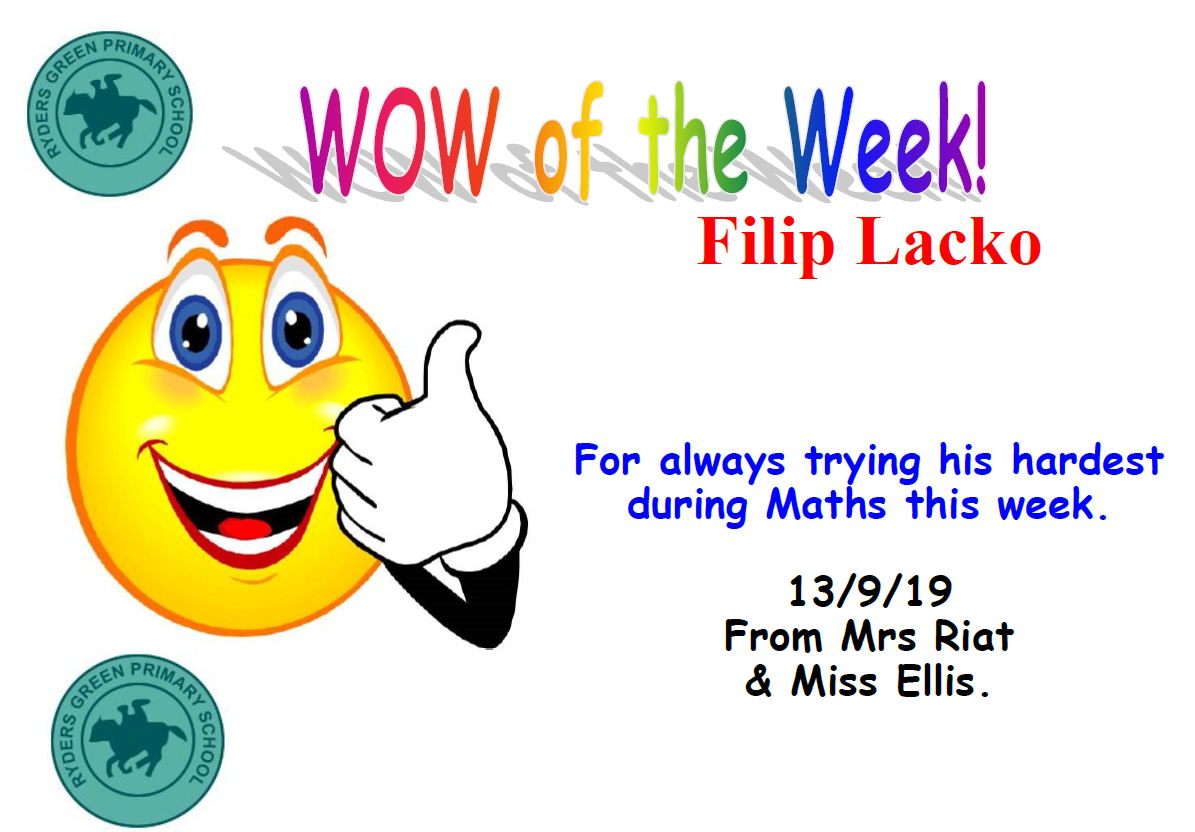 RYDERS GREEN PRIMARY SCHOOL
WOW of the Week!
Filip Lacko
For always trying his hardest
during Maths this week.
13/9/19
From Mrs Riat
& Miss Ellis.
RYDERS GREEN PRIMARY SCHOOL